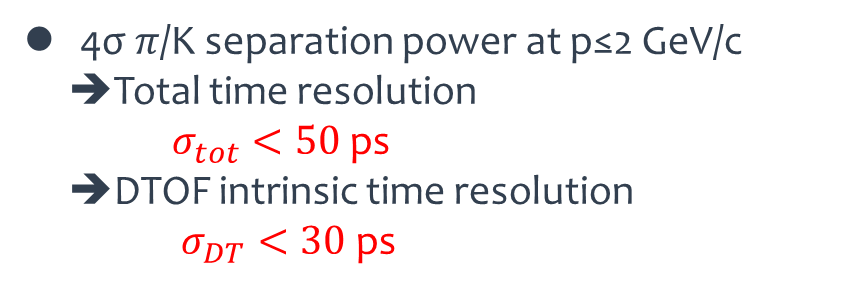 ● 4σ π/K separation power at p≤2 GeV/c
➔Total time resolution
σ_tot < 50 ps
➔DTOF intrinsic time resolution
σ_DT < 30 ps